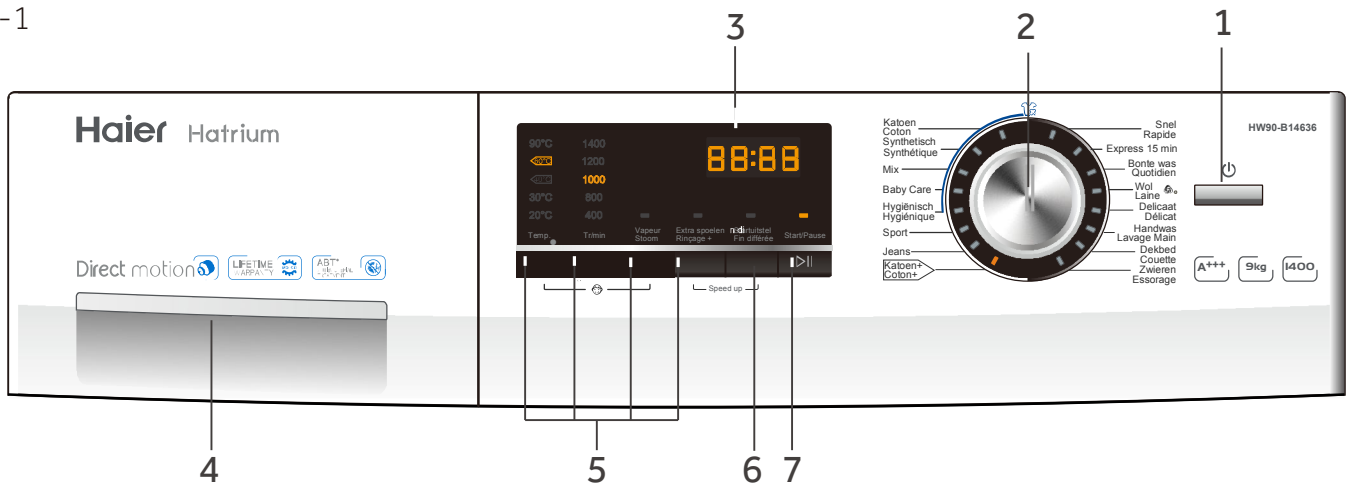 -1
3
2
1
Haier Hatrium
HW90-B14636
90°C 1400
1200
1000
30°C 800
20°C 400
88:88
Temp. Tr/min
Vapeur
Stoom
Extra spoelen
Rinçage +
Fin différée
Start/Pause
Speed up
Katoen
Coton
Synthetisch
Synthétique
Mix
Baby Care
Hygiënisch
Hygiénique
Sport
Jeans
Katoen+
Coton+
Snel
Rapide
Express 15 min
Bonte was
Quotidien
Wol
Laine
Delicaat
Délicat
Handwas
Lavage Main
Dekbed
Couette
Zwieren
Essorage
Direct motion
LIFETIME
ABT
A+++
9kg
1400
4
5
6
7